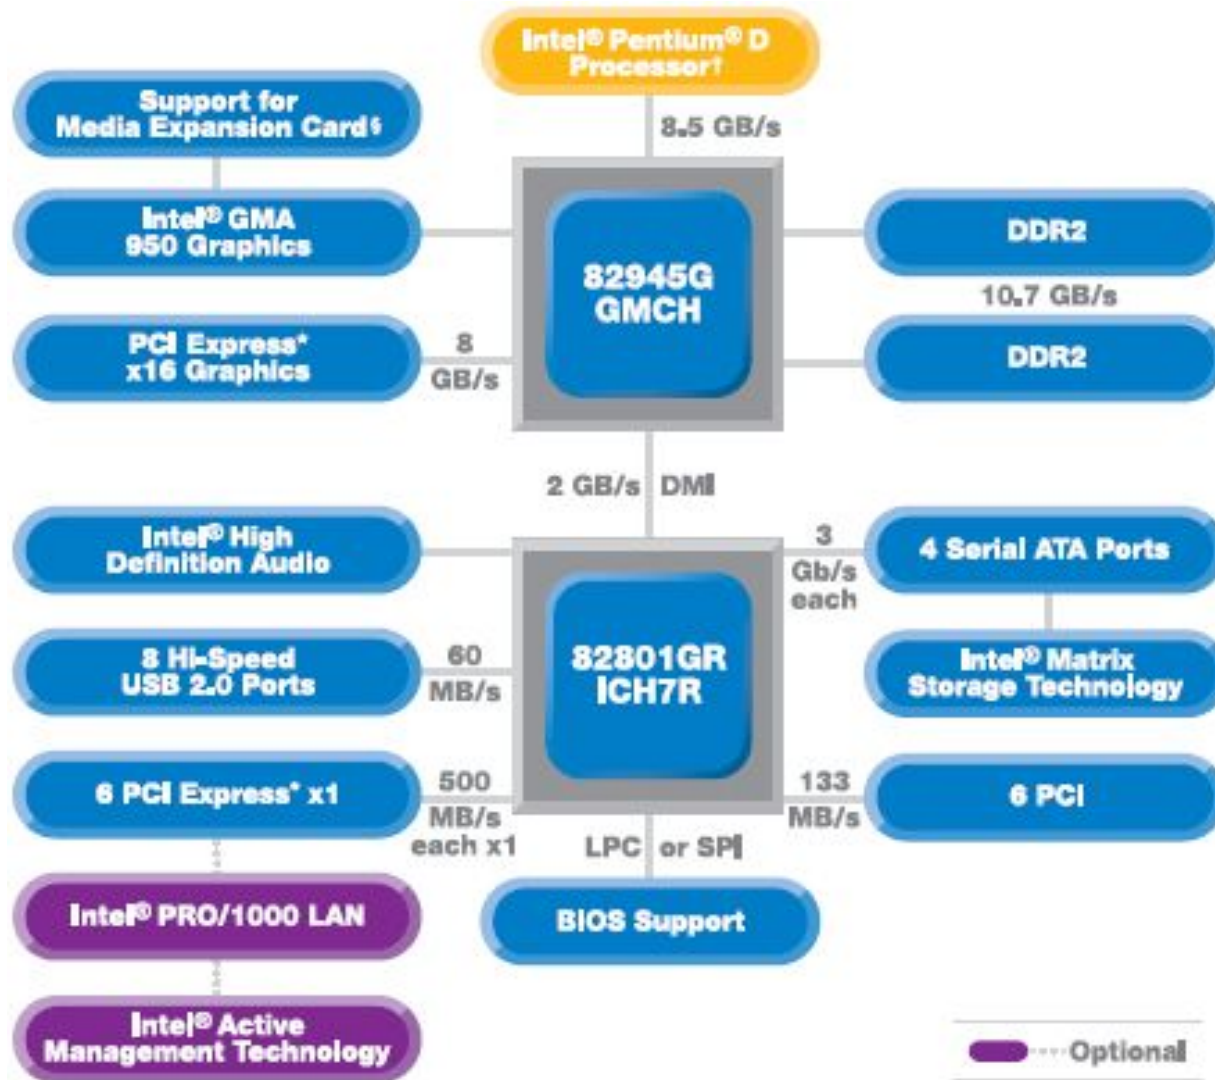 Intel® Pentium® D
Processor†
8.5 GB/s
Support for
Media Expansion Card§
Intel® GMA
950 Graphics
PCI Express*
x16 Graphics
8
GB/s
82945G
GMCH
DDR2
10.7 GB/s
DDR2
2 GB/s DMI
Intel® High
Definition Audio
8 Hi-Speed
USB 2.0 Ports
60
MB/s
6 PCI Express* x1
500
MB/s
each x1
82801GR
ICH7R
3
Gb/s
each
4 Serial ATA Ports
Intel® Matrix
Storage Technology
133
MB/s
6 PCI
LPC or SPI
BIOS Support
Intel® PRO/1000 LAN
Intel® Active
Management Technology
Optional